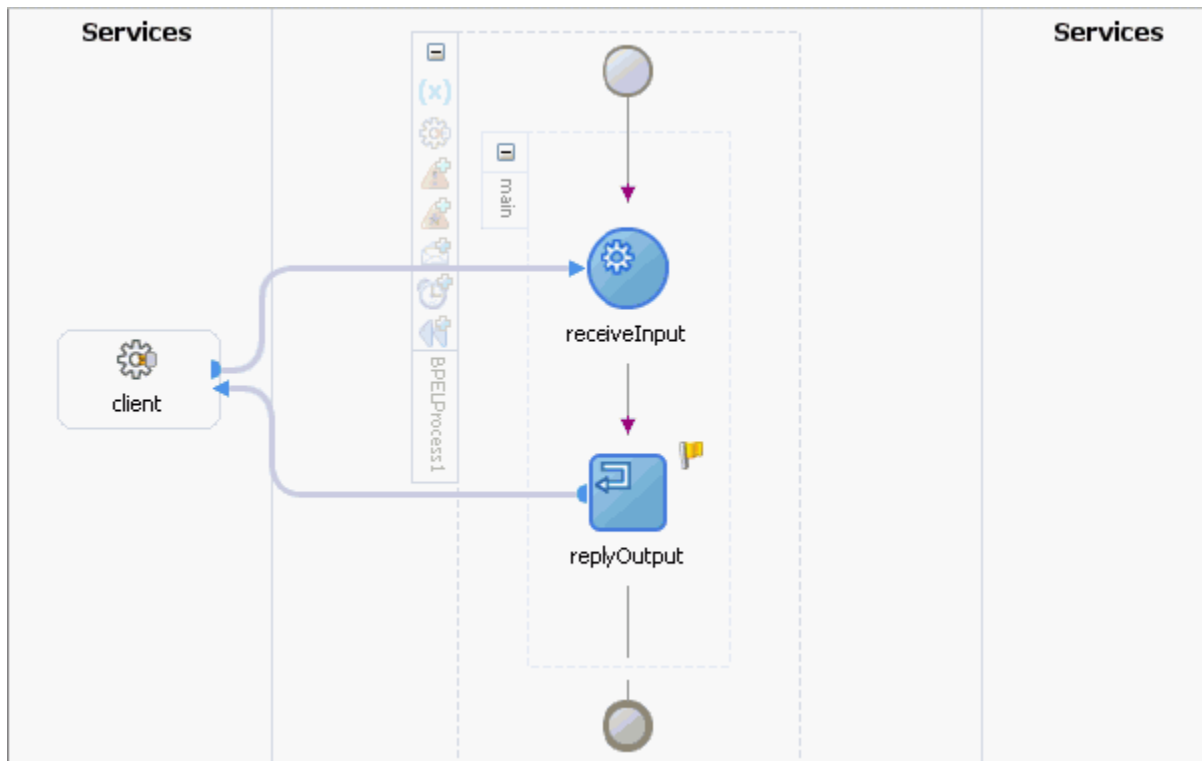 Services
Services
main
receiveInput
client
BPELProcess1
replyOutput